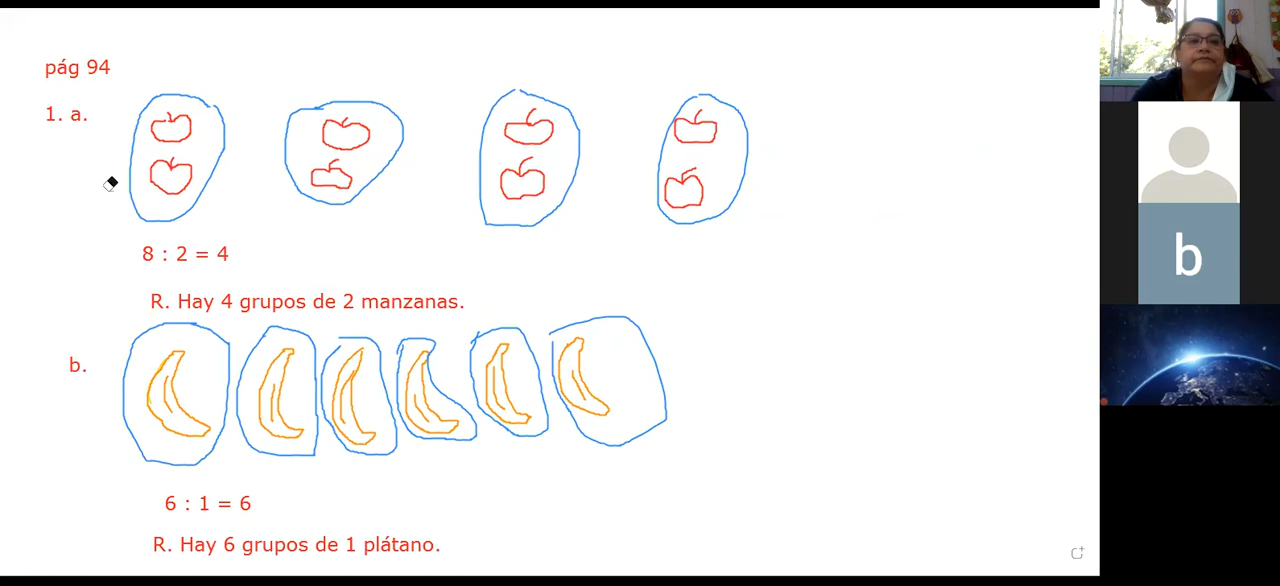 pág 94
1. a.
8 : 2 = 4
R. Hay 4 grupos de 2 manzanas.
b.
6 : 1 = 6
R. Hay 6 grupos de 1 plátano.
b